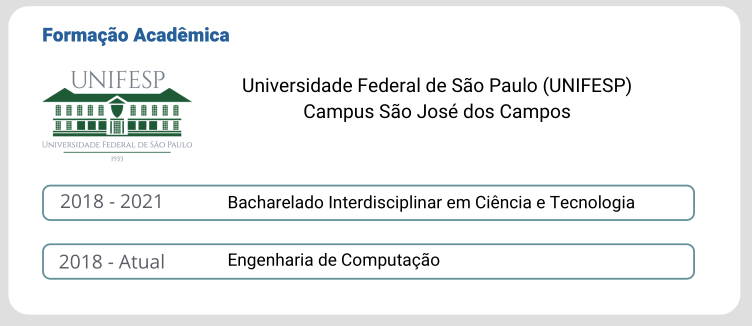 Formação Acadêmica
UNIFESP
UNIVERSIDADE FEDERAL DE SÃO PAULO
1933
Universidade Federal de São Paulo (UNIFESP)
Campus São José dos Campos
2018 - 2021 Bacharelado Interdisciplinar em Ciência e Tecnologia
2018 - Atual Engenharia de Computação